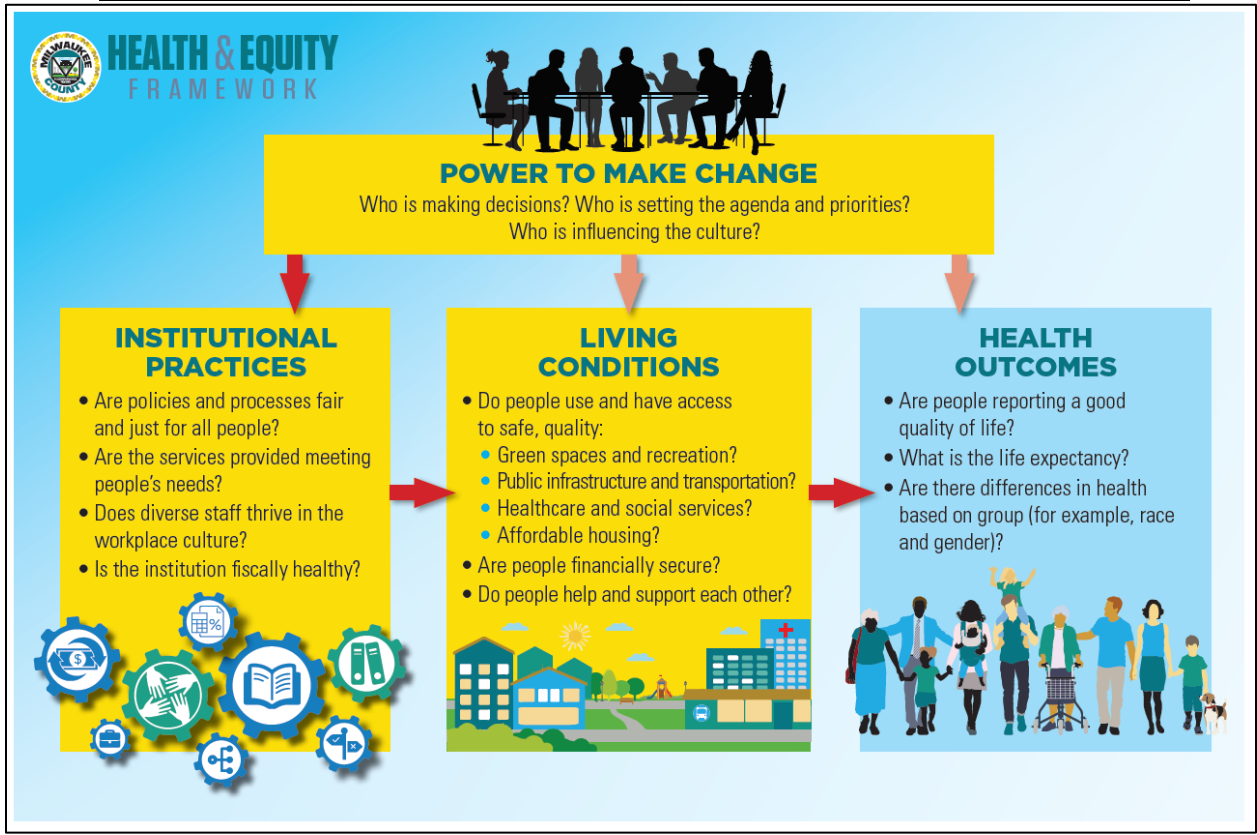 MILWAUKEE
COUNTY
HEALTH & EQUITY
FRAMEWORK
POWER TO MAKE CHANGE
Who is making decisions? Who is setting the agenda and priorities?
Who is influencing the culture?
INSTITUTIONAL
PRACTICES
• Are policies and processes fair
and just for all people?
• Are the services provided meeting
people's needs?
• Does diverse staff thrive in the
workplace culture?
• Is the institution fiscally healthy?
$
%
LIVING
CONDITIONS
• Do people use and have access
to safe, quality:
• Green spaces and recreation?
• Public infrastructure and transportation?
• Healthcare and social services?
• Affordable housing?
• Are people financially secure?
• Do people help and support each other?
HEALTH
OUTCOMES
• Are people reporting a good
quality of life?
• What is the life expectancy?
• Are there differences in health
based on group (for example, race
and gender)?